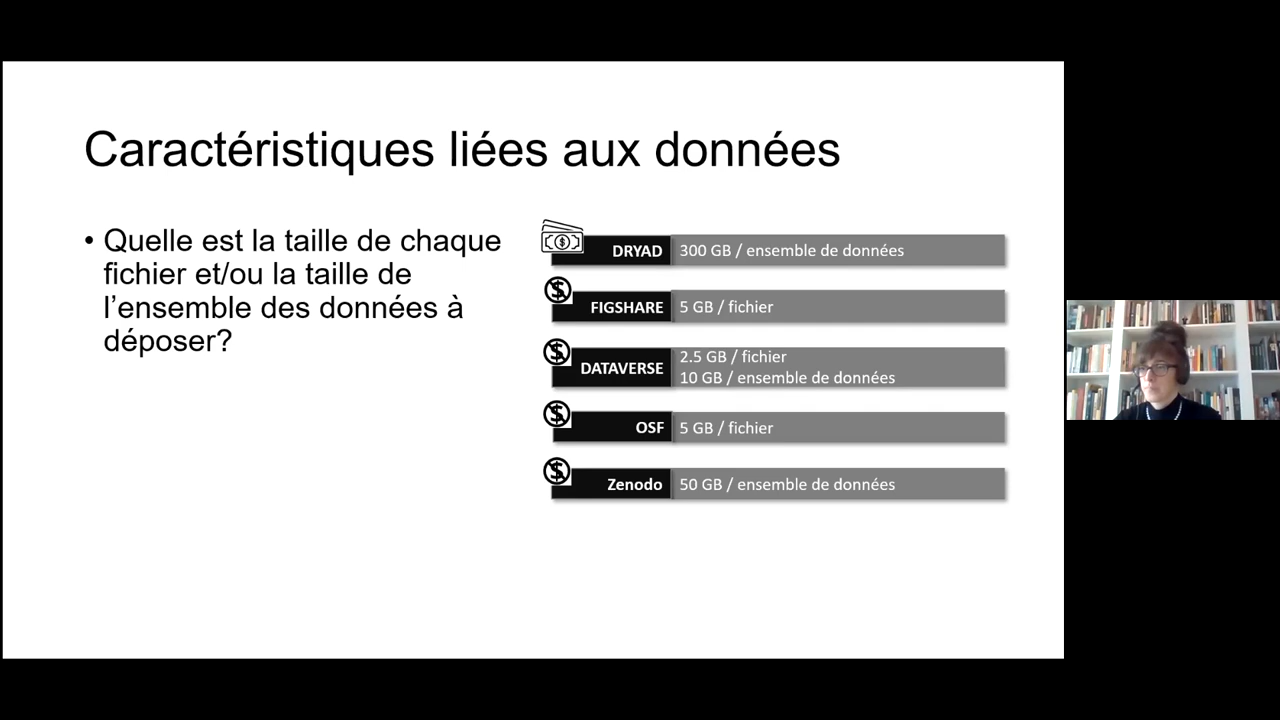 Caractéristiques liées aux données
• Quelle est la taille de chaque
fichier et/ou la taille de
l’ensemble des données à
déposer?
DRYAD 300 GB / ensemble de données
FIGSHARE 5 GB / fichier
DATAVERSE 2.5 GB / fichier
10 GB / ensemble de données
OSF 5 GB / fichier
Zenodo 50 GB / ensemble de données